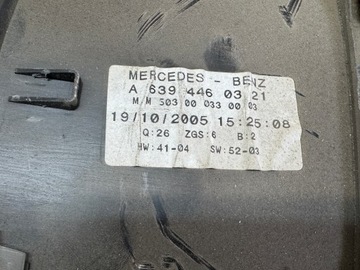 MERCEDES - BENZ
A 639 446 03 21
M M 503 00 033 00 03
19/10/2005 15:25:08
Q:26 ZGS:6 B:2
HW:41-04 SW:52-03